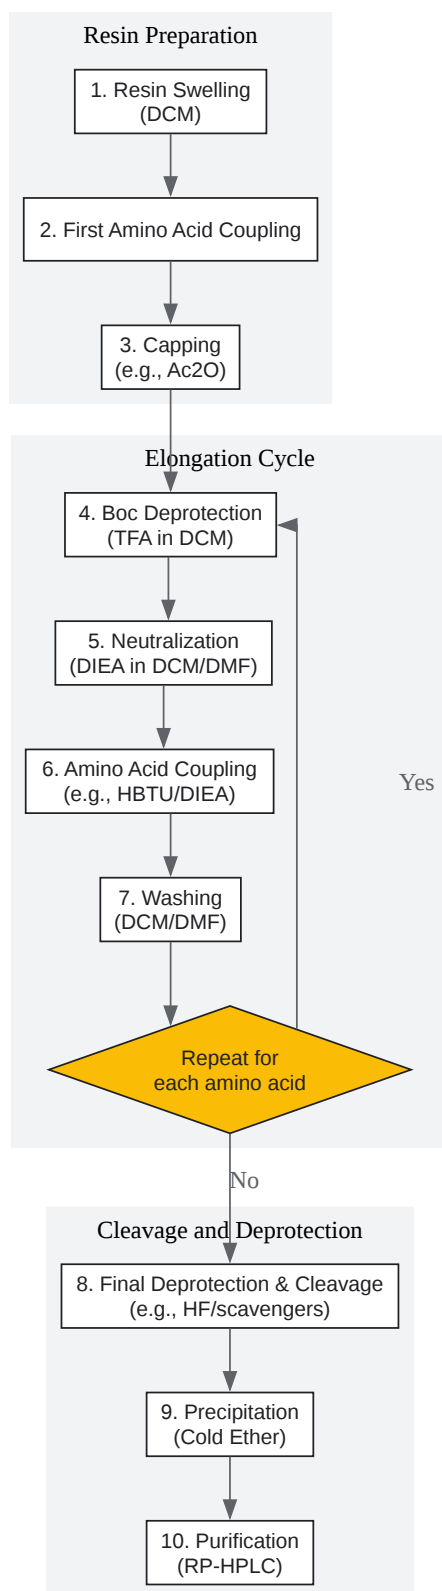 Resin Preparation
1. Resin Swelling
(DCM)
2. First Amino Acid Coupling
3. Capping
(e.g., Ac2O)
Elongation Cycle
4. Boc Deprotection
(TFA in DCM)
5. Neutralization
(DIEA in DCM/DMF)
6. Amino Acid Coupling
(e.g., HBTU/DIEA)
Yes
7. Washing
(DCM/DMF)
Repeat for
each amino acid
No
Cleavage and Deprotection
8. Final Deprotection & Cleavage
(e.g., HF/scavengers)
9. Precipitation
(Cold Ether)
10. Purification
(RP-HPLC)